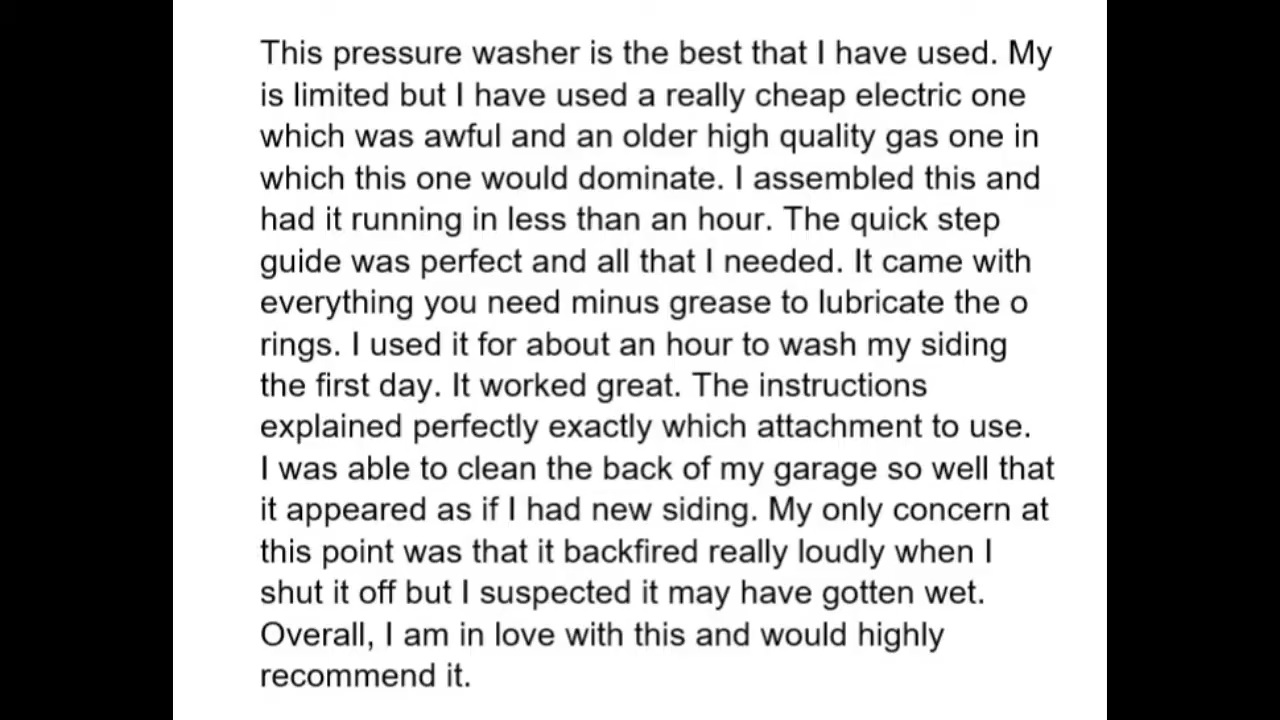 This pressure washer is the best that I have used. My
is limited but I have used a really cheap electric one
which was awful and an older high quality gas one in
which this one would dominate. I assembled this and
had it running in less than an hour. The quick step
guide was perfect and all that I needed. It came with
everything you need minus grease to lubricate the o
rings. I used it for about an hour to wash my siding
the first day. It worked great. The instructions
explained perfectly exactly which attachment to use.
I was able to clean the back of my garage so well that
it appeared as if I had new siding. My only concern at
this point was that it backfired really loudly when I
shut it off but I suspected it may have gotten wet.
Overall, I am in love with this and would highly
recommend it.